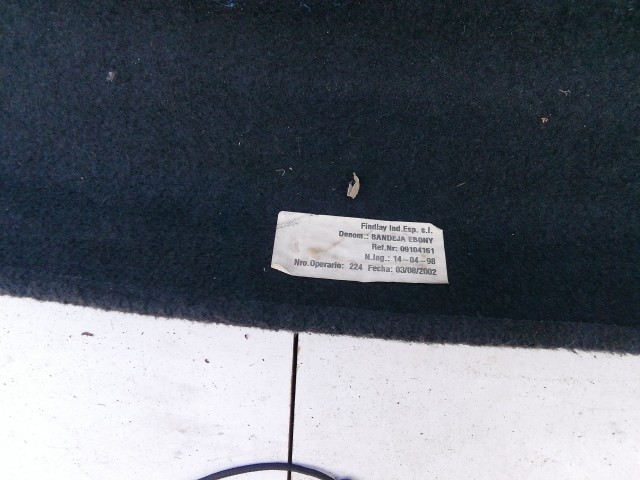 Findlay Ind.Esp. s.l.
Denom.: BANDEJA EBONY
Ref.Nr: 09104161
N.Ing.: 14-04-98
Nro.Operario: 224 Fecha: 03/08/2002